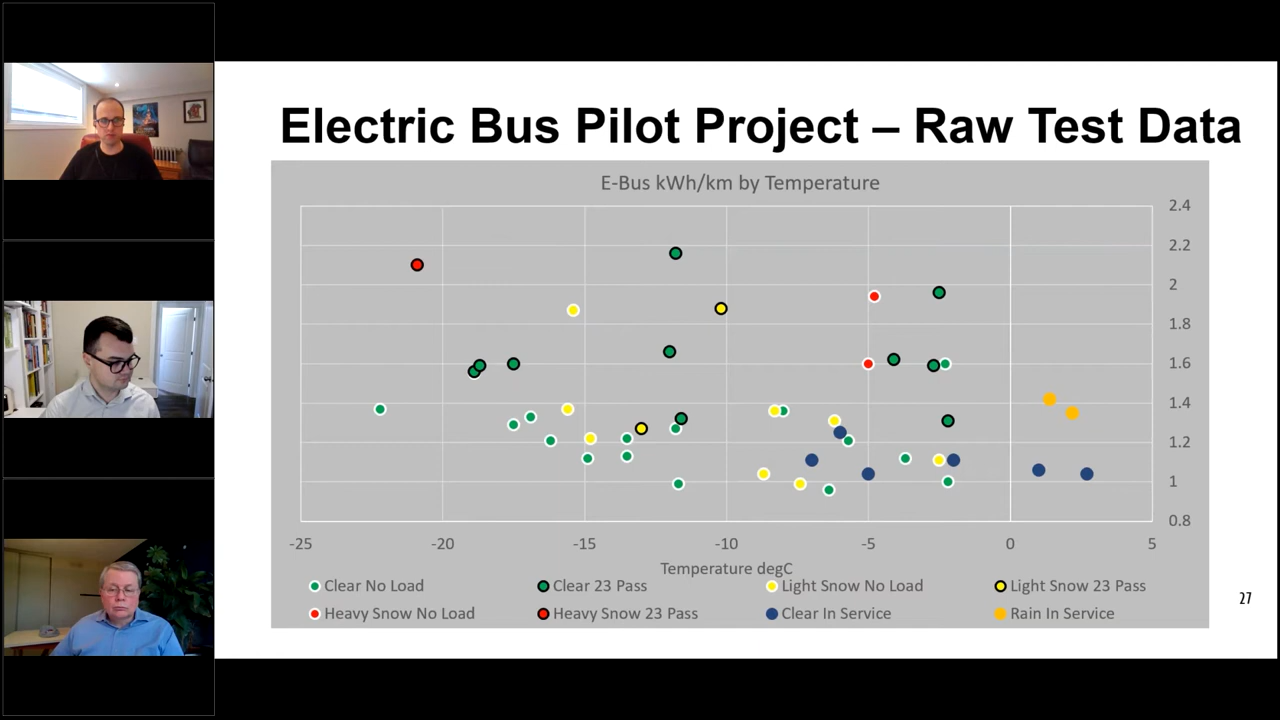 Electric Bus Pilot Project – Raw Test Data
E-Bus kWh/km by Temperature
2.4
2.2
2
1.8
1.6
1.4
1.2
1
0.8
-25 -20 -15 -10 -5 0 5
Temperature degC
Clear No Load Clear 23 Pass Light Snow No Load Light Snow 23 Pass
Heavy Snow No Load Heavy Snow 23 Pass Clear In Service Rain In Service
27